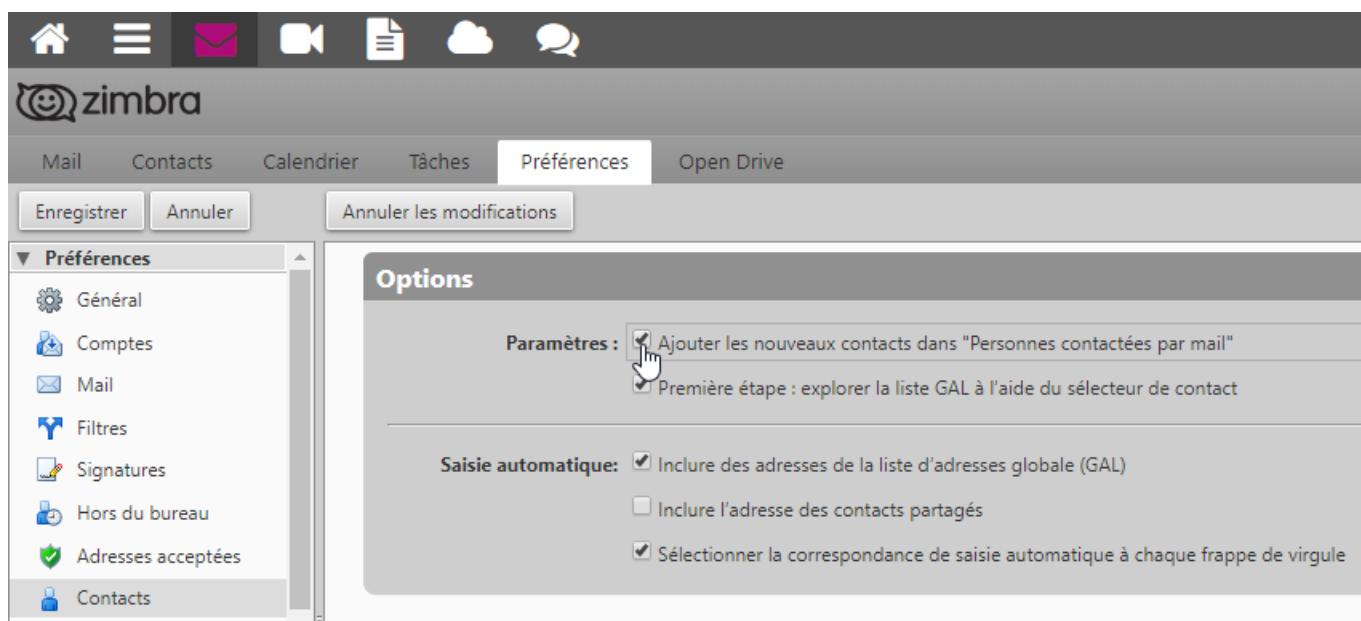 zimbra
Mail Contacts Calendrier Tâches Préférences Open Drive
Enregistrer Annuler Annuler les modifications
Préférences
Général
Comptes
Mail
Filtres
Signatures
Hors du bureau
Adresses acceptées
Contacts
Options
Paramètres : Ajouter les nouveaux contacts dans "Personnes contactées par mail"
Première étape : explorer la liste GAL à l'aide du sélecteur de contact
Saisie automatique: Inclure des adresses de la liste d'adresses globale (GAL)
Inclure l'adresse des contacts partagés
Sélectionner la correspondance de saisie automatique à chaque frappe de virgule